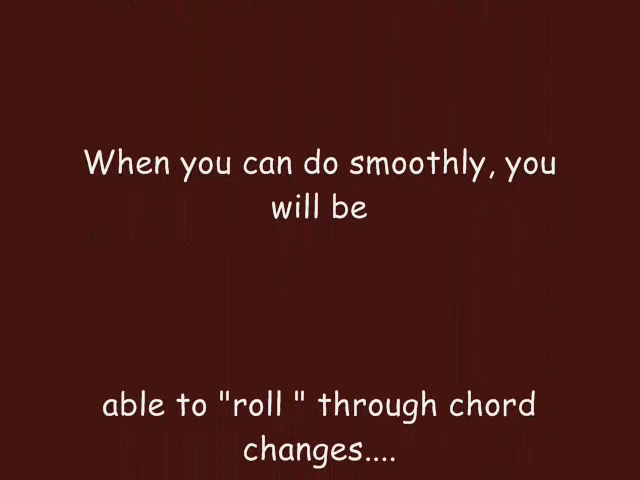 When you can do smoothly, you
will be
able to "roll " through chord
changes....